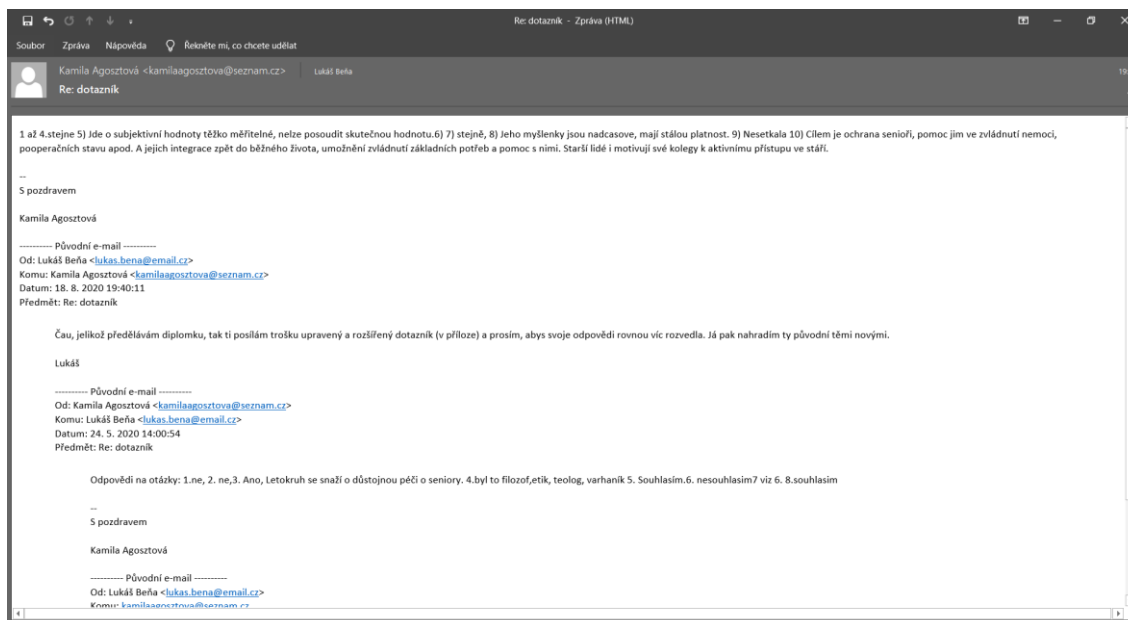 Re: dotazník - Zpráva (HTML)
Soubor Zpráva Nápověda Řekněte mi, co chcete udělat
Kamila Agosztová <kamilaagosztova@seznam.cz> Lukáš Beňa
Re: dotazník
1 až 4.stejne 5) Jde o subjektivní hodnoty těžko měřitelné, nelze posoudit skutečnou hodnotu.6) 7) stejně, 8) Jeho myšlenky jsou nadcasove, mají stálou platnost. 9) Nesetkala 10) Cílem je ochrana senioři, pomoc jim ve zvládnutí nemoci,
pooperačních stavu apod. A jejich integrace zpět do běžného života, umožnění zvládnutí základních potřeb a pomoc s nimi. Starší lidé i motivují své kolegy k aktivnímu přístupu ve stáří.
--
S pozdravem
Kamila Agosztová
---------- Původní e-mail ----------
Od: Lukáš Beňa <lukas.bena@email.cz>
Komu: Kamila Agosztová <kamilaagosztova@seznam.cz>
Datum: 18. 8. 2020 19:40:11
Předmět: Re: dotazník
Čau, jelikož předělávám diplomku, tak ti posílám trošku upravený a rozšířený dotazník (v příloze) a prosím, abys svoje odpovědi rovnou víc rozvedla. Já pak nahradím ty původní těmi novými.
Lukáš
---------- Původní e-mail ----------
Od: Kamila Agosztová <kamilaagosztova@seznam.cz>
Komu: Lukáš Beňa <lukas.bena@email.cz>
Datum: 24. 5. 2020 14:00:54
Předmět: Re: dotazník
Odpovědi na otázky: 1.ne, 2. ne,3. Ano, Letokruh se snaží o důstojnou péči o seniory. 4.byl to filozof,etik, teolog, varhaník 5. Souhlasím.6. nesouhlasim7 viz 6. 8.souhlasim
--
S pozdravem
Kamila Agosztová
---------- Původní e-mail ----------
Od: Lukáš Beňa <lukas.bena@email.cz>
Komu: kamilaagosztova@seznam.cz